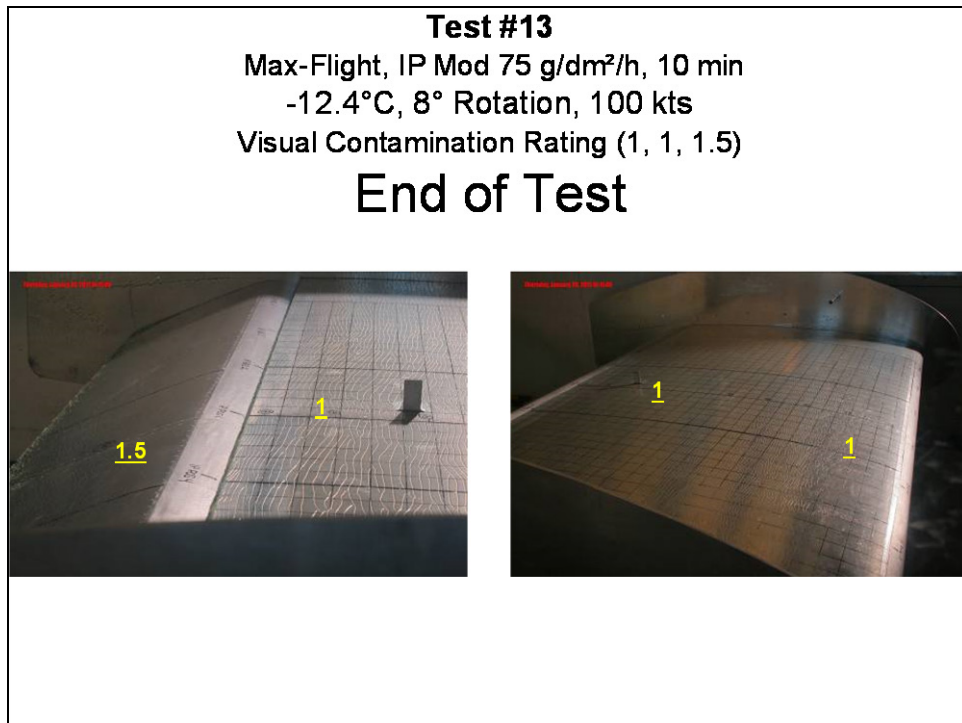 Test #13
Max-Flight, IP Mod 75 g/dm²/h, 10 min
-12.4°C, 8° Rotation, 100 kts
Visual Contamination Rating (1, 1, 1.5)
End of Test
1.5
1
1
1